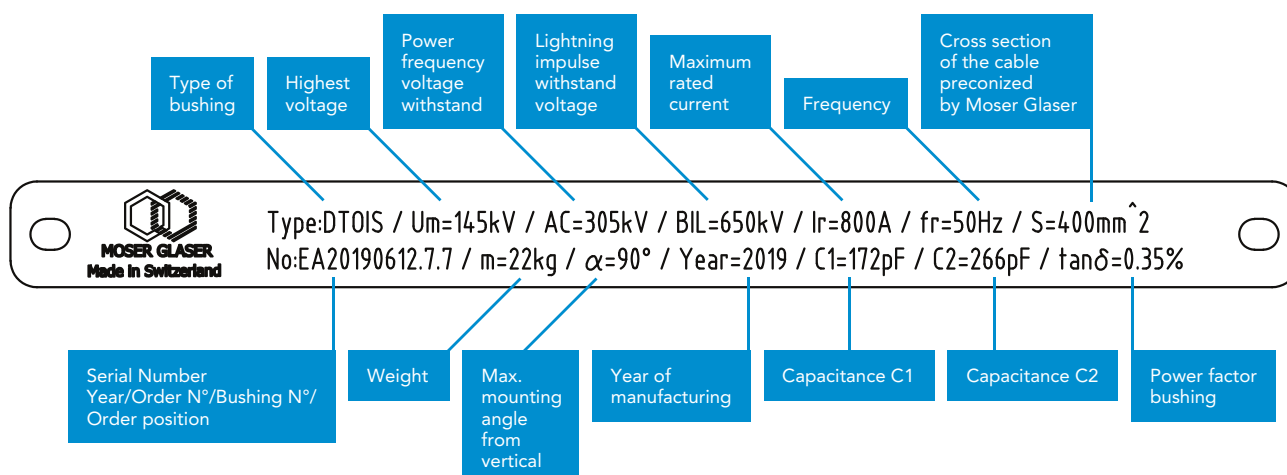 Type of
bushing
Highest
voltage
Power
frequency
voltage
withstand
Lightning
impulse
withstand
voltage
Maximum
rated
current
Frequency
Cross section
of the cable
preconized
by Moser Glaser
MOSER GLASER
Made in Switzerland
Type:DTOIS / Um=145kV / AC=305kV / BIL=650kV / Ir=800A / fr=50Hz / S=400mm^2
No:EA20190612.7.7 / m=22kg / α=90° / Year=2019 / C1=172pF / C2=266pF / tanδ=0.35%
Serial Number
Year/Order N°/Bushing N°/
Order position
Weight
Max.
mounting
angle
from
vertical
Year of
manufacturing
Capacitance C1
Capacitance C2
Power factor
bushing